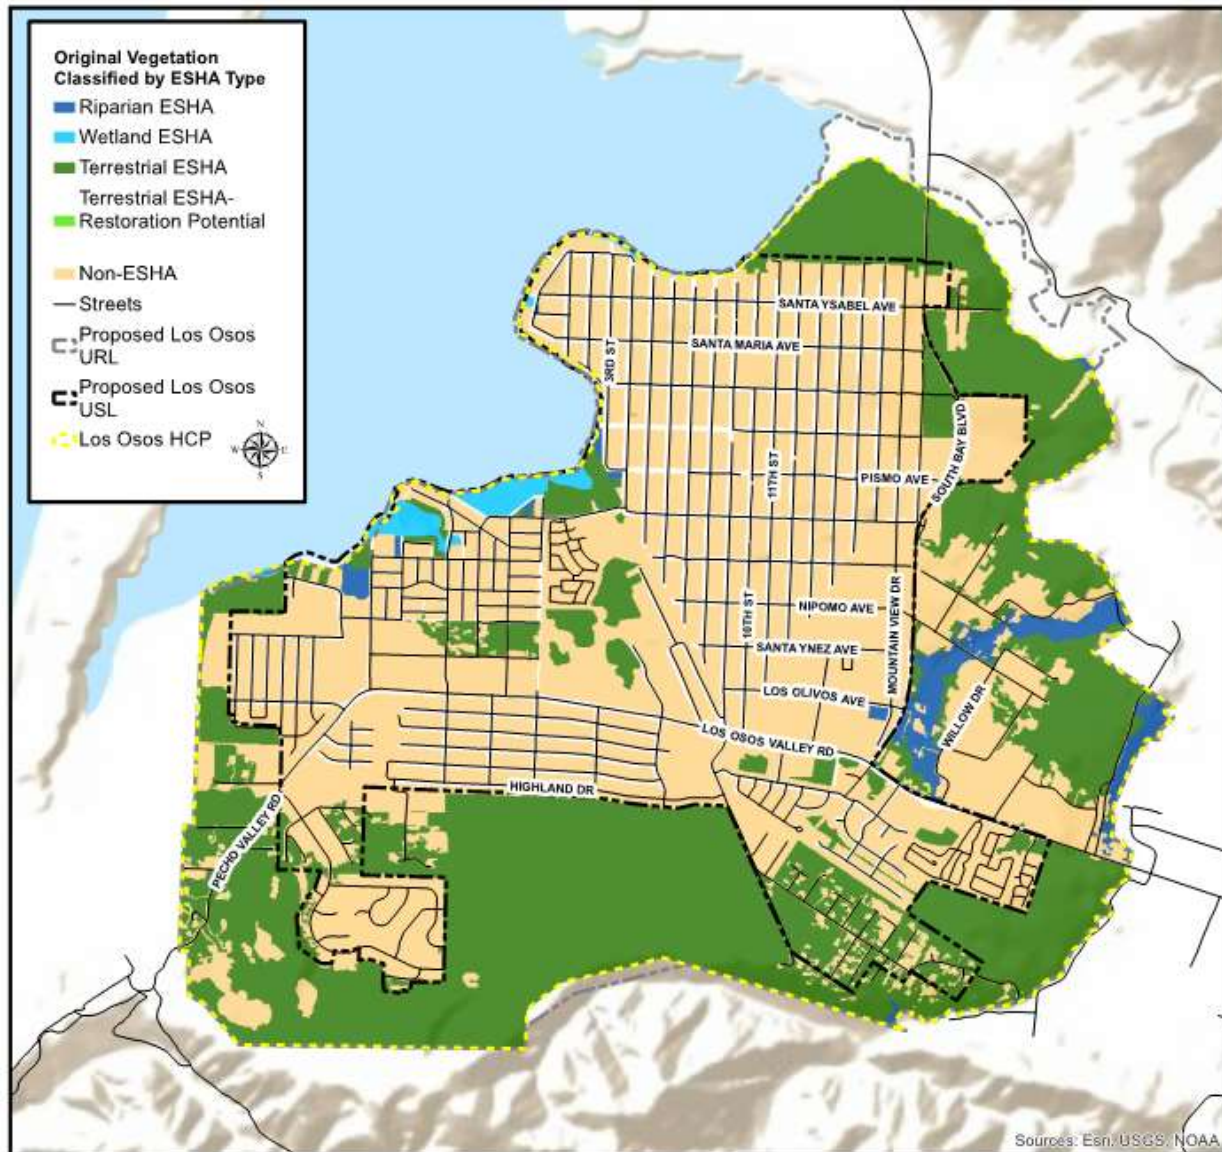 Original Vegetation
Classified by ESHA Type
Riparian ESHA
Wetland ESHA
Terrestrial ESHA
Terrestrial ESHA-
Restoration Potential
Non-ESHA
Streets
Proposed Los Osos
URL
Proposed Los Osos
USL
Los Osos HCP
N
W E
S
SANTA YSABEL AVE
SANTA MARIA AVE
3RD ST
SOUTH BAY BLVD
11TH ST
PISMO AVE
NIPOMO AVE
10TH ST
MOUNTAIN VIEW DR
SANTA YNEZ AVE
LOS OLIVOS AVE
WILLOW DR
LOS OSOS VALLEY RD
HIGHLAND DR
PECHO VALLEY RD
Sources: Esri, USGS, NOAA